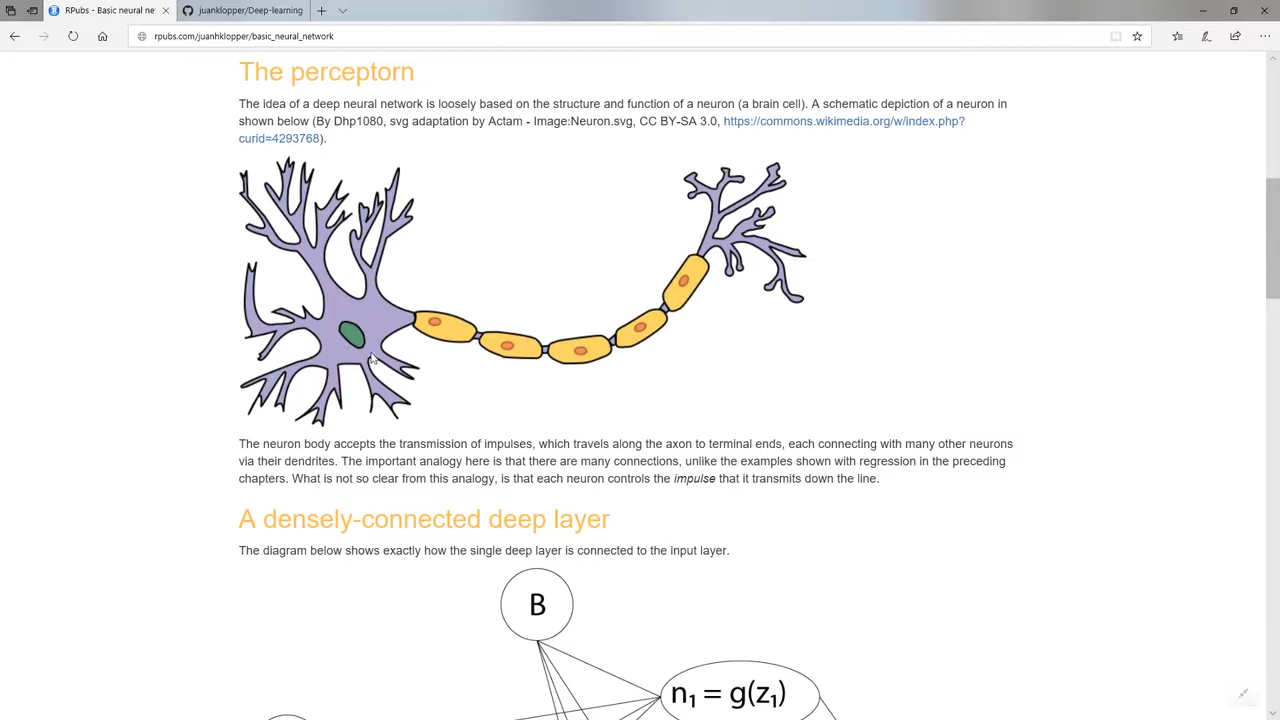 RPubs - Basic neural ne
juanhklopper/Deep-learning
rpubs.com/juanhklopper/basic_neural_network
The perceptorn
The idea of a deep neural network is loosely based on the structure and function of a neuron (a brain cell). A schematic depiction of a neuron in
shown below (By Dhp1080, svg adaptation by Actam - Image:Neuron.svg, CC BY-SA 3.0, https://commons.wikimedia.org/w/index.php?
curid=4293768).
The neuron body accepts the transmission of impulses, which travels along the axon to terminal ends, each connecting with many other neurons
via their dendrites. The important analogy here is that there are many connections, unlike the examples shown with regression in the preceding
chapters. What is not so clear from this analogy, is that each neuron controls the impulse that it transmits down the line.
A densely-connected deep layer
The diagram below shows exactly how the single deep layer is connected to the input layer.
B
n₁ = g(z₁)